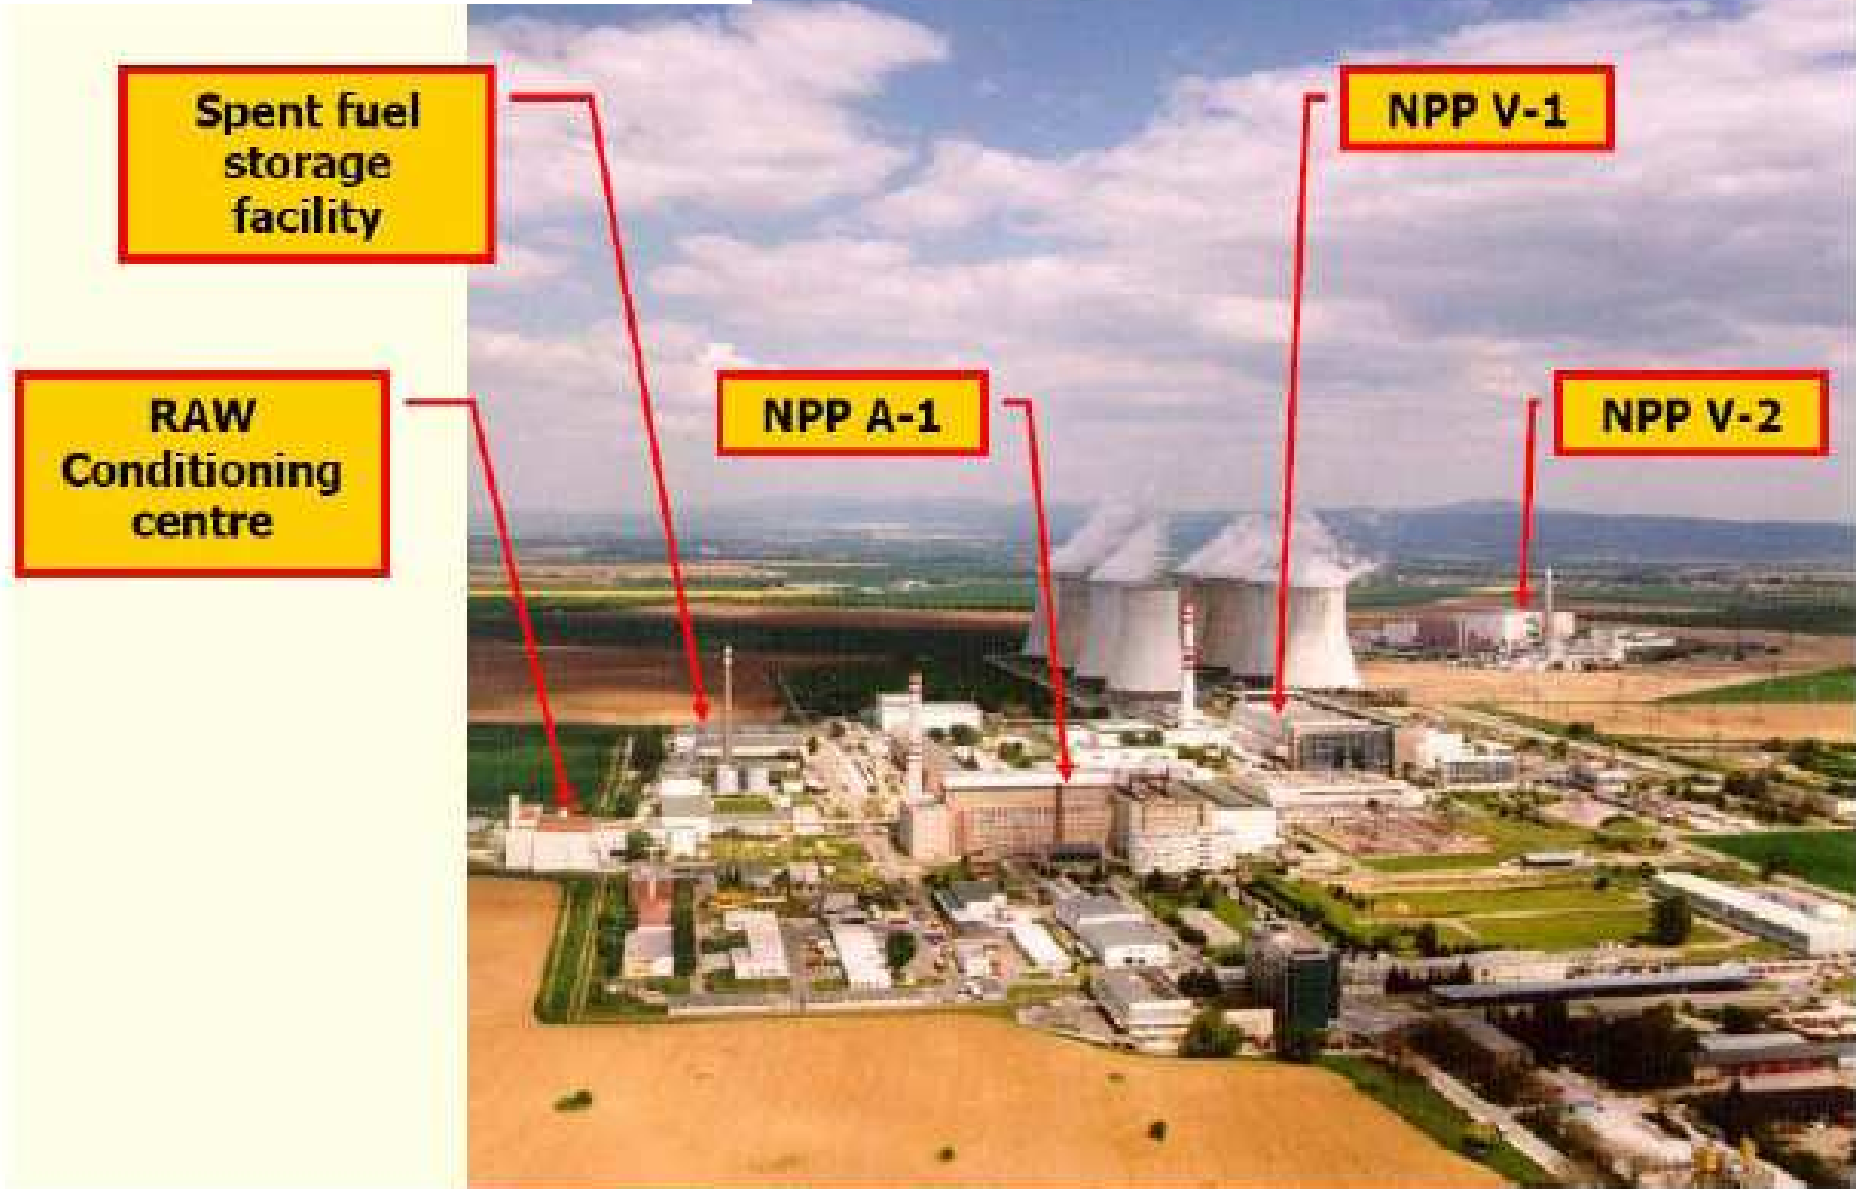 Spent fuel
storage
facility
NPP V-1
RAW
Conditioning
centre
NPP A-1
NPP V-2